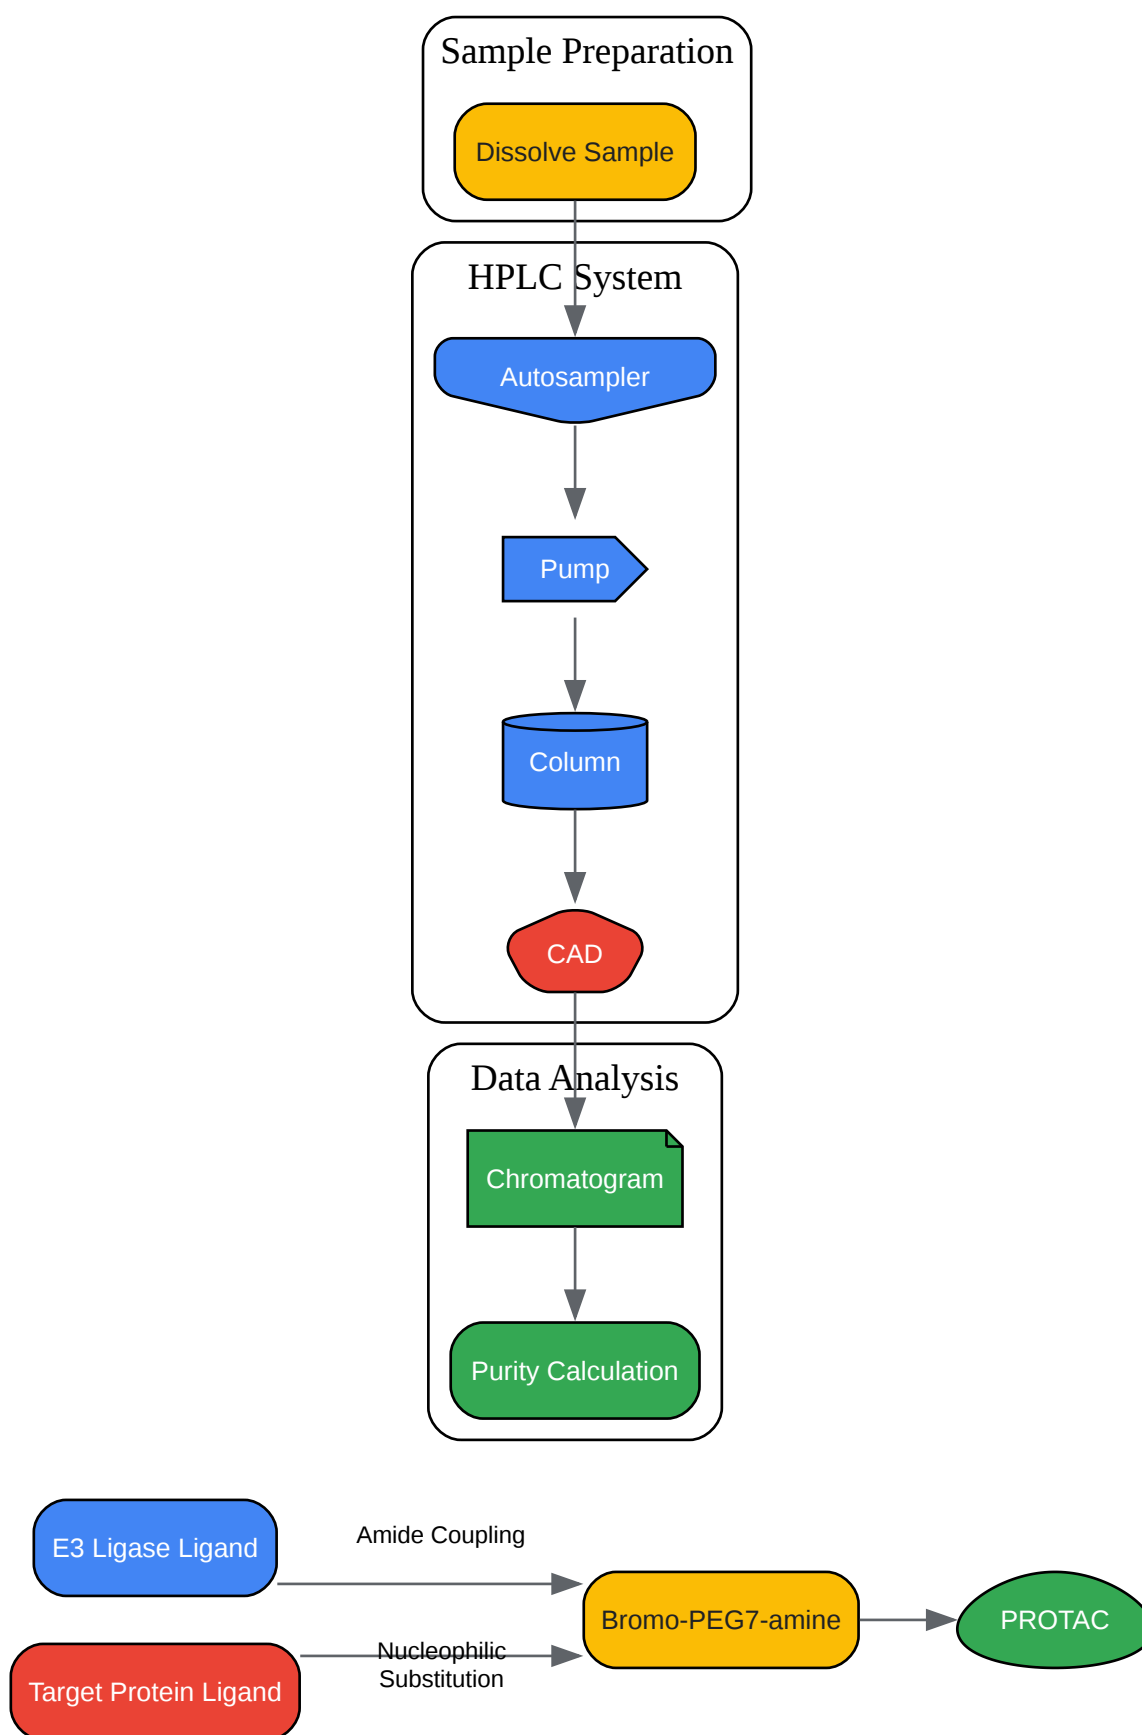 Sample Preparation
Dissolve Sample
HPLC System
Autosampler
Pump
Column
CAD
Data Analysis
Chromatogram
Purity Calculation
E3 Ligase Ligand
Amide Coupling
Bromo-PEG7-amine
PROTAC
Nucleophilic
Substitution
Target Protein Ligand